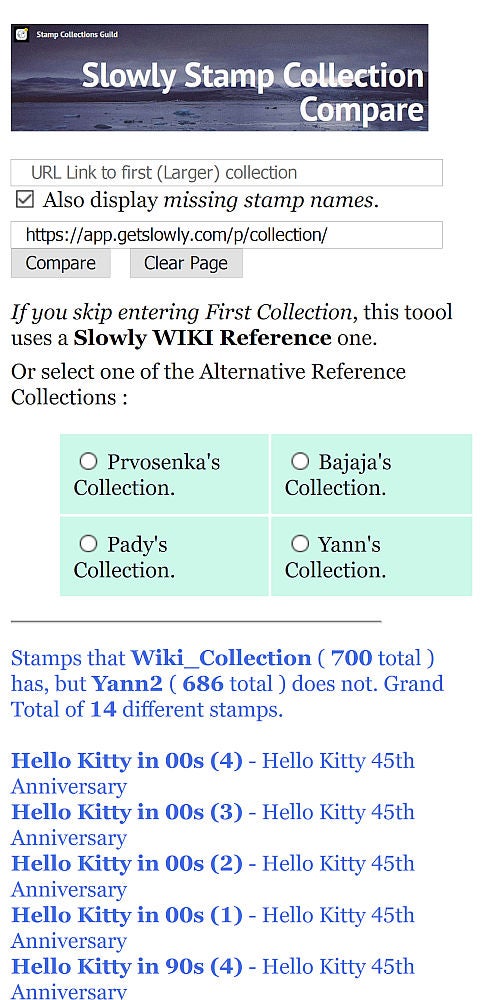 Stamp Collections Guild
Slowly Stamp Collection
Compare
URL Link to first (Larger) collection
Also display missing stamp names.
https://app.getslowly.com/p/collection/
Compare Clear Page
If you skip entering First Collection, this toool
uses a Slowly WIKI Reference one.
Or select one of the Alternative Reference
Collections :
Prvosenka's
Collection.
Bajaja's
Collection.
Pady's
Collection.
Yann's
Collection.
Stamps that Wiki_Collection ( 700 total )
has, but Yann2 ( 686 total ) does not. Grand
Total of 14 different stamps.
Hello Kitty in 00s (4) - Hello Kitty 45th
Anniversary
Hello Kitty in 00s (3) - Hello Kitty 45th
Anniversary
Hello Kitty in 00s (2) - Hello Kitty 45th
Anniversary
Hello Kitty in 00s (1) - Hello Kitty 45th
Anniversary
Hello Kitty in 90s (4) - Hello Kitty 45th
Anniversary